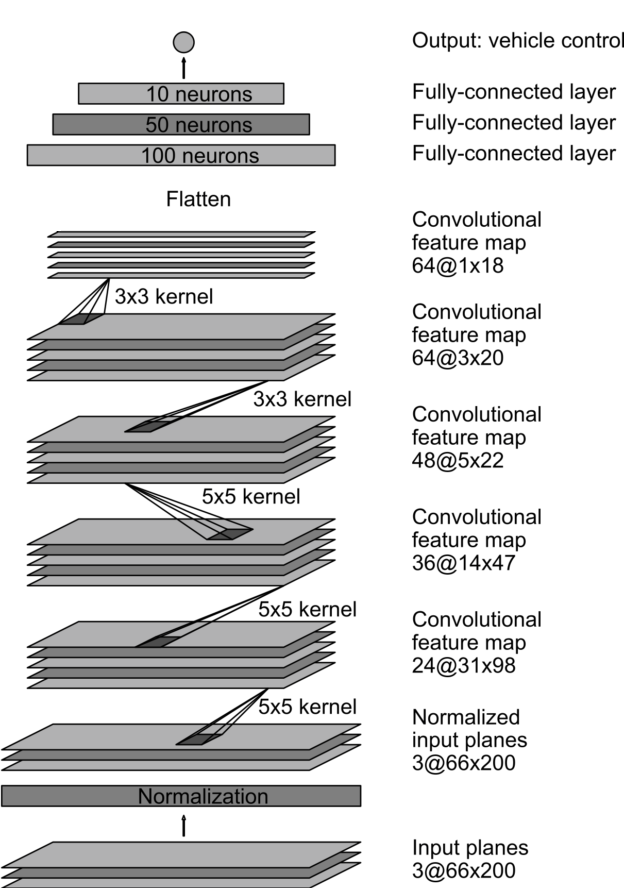 Output: vehicle control
10 neurons
Fully-connected layer
50 neurons
Fully-connected layer
100 neurons
Fully-connected layer
Flatten
Convolutional
feature map
64@1x18
3x3 kernel
Convolutional
feature map
64@3x20
3x3 kernel
Convolutional
feature map
48@5x22
5x5 kernel
Convolutional
feature map
36@14x47
5x5 kernel
Convolutional
feature map
24@31x98
5x5 kernel
Normalized
input planes
3@66x200
Normalization
Input planes
3@66x200